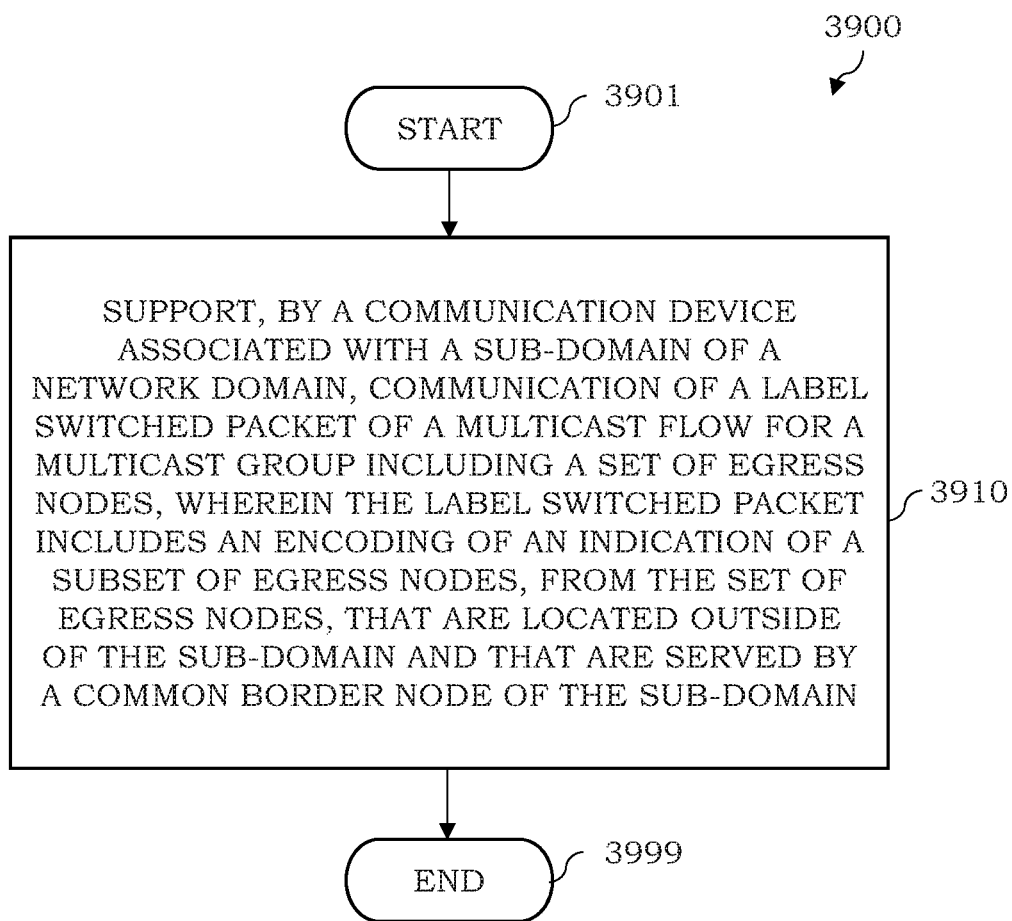 3900
START
3901
SUPPORT, BY A COMMUNICATION DEVICE
ASSOCIATED WITH A SUB-DOMAIN OF A
NETWORK DOMAIN, COMMUNICATION OF A LABEL
SWITCHED PACKET OF A MULTICAST FLOW FOR A
MULTICAST GROUP INCLUDING A SET OF EGRESS
NODES, WHEREIN THE LABEL SWITCHED PACKET
INCLUDES AN ENCODING OF AN INDICATION OF A
SUBSET OF EGRESS NODES, FROM THE SET OF
EGRESS NODES, THAT ARE LOCATED OUTSIDE
OF THE SUB-DOMAIN AND THAT ARE SERVED BY
A COMMON BORDER NODE OF THE SUB-DOMAIN
3910
END
3999